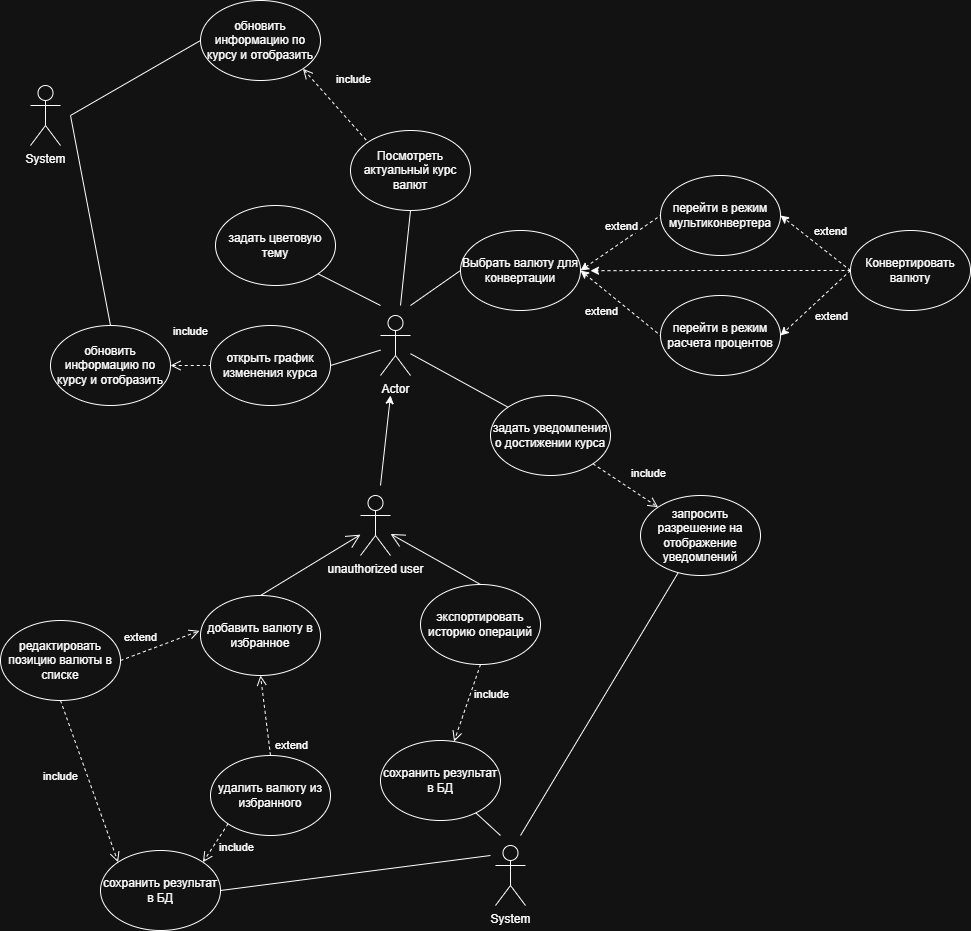 обновить
информацию по
курсу и отобразить
include
System
Посмотреть
актуальный курс
валют
задать цветовую
тему
Выбрать валюту для
конвертации
extend
перейти в режим
мультиконвертера
extend
Конвертировать
валюту
extend
перейти в режим
расчета процентов
extend
обновить
информацию по
курсу и отобразить
include
открыть график
изменения курса
Actor
задать уведомления
о достижении курса
include
запросить
разрешение на
отображение
уведомлений
unauthorized user
редактировать
позицию валюты в
списке
extend
добавить валюту в
избранное
экспортировать
историю операций
include
extend
include
удалить валюту из
избранного
сохранить результат
в БД
include
сохранить результат
в БД
System